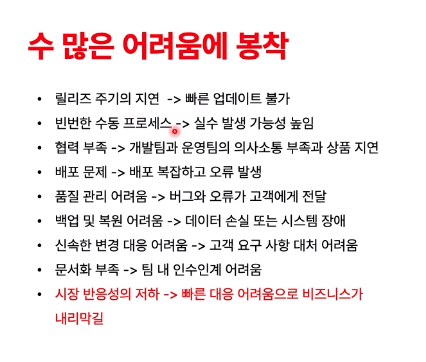 수 많은 어려움에 봉착
• 릴리즈 주기의 지연 -> 빠른 업데이트 불가
• 빈번한 수동 프로세스 -> 실수 발생 가능성 높임
• 협력 부족 -> 개발팀과 운영팀의 의사소통 부족과 상품 지연
• 배포 문제 -> 배포 복잡하고 오류 발생
• 품질 관리 어려움 -> 버그와 오류가 고객에게 전달
• 백업 및 복원 어려움 -> 데이터 손실 또는 시스템 장애
• 신속한 변경 대응 어려움 -> 고객 요구 사항 대처 어려움
• 문서화 부족 -> 팀 내 인수인계 어려움
• 시장 반응성의 저하 -> 빠른 대응 어려움으로 비즈니스가
내리막길